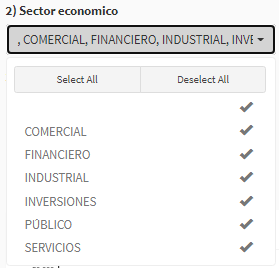 2) Sector economico
, COMERCIAL, FINANCIERO, INDUSTRIAL, INVE
Select All Deselect All
COMERCIAL
FINANCIERO
INDUSTRIAL
INVERSIONES
PÚBLICO
SERVICIOS